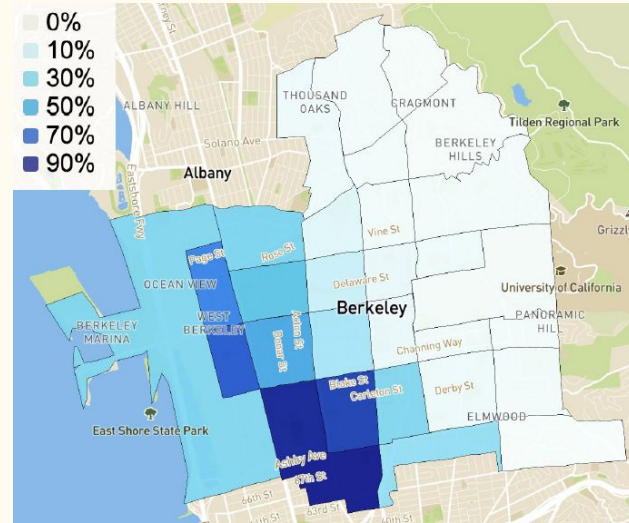 0%
10%
30%
50%
70%
90%
ALBANY HILL
Solano Ave
Albany
Eastshore Fwy
THOUSAND
OAKS
CRAGMONT
Tilden Regional Park
BERKELEY
HILLS
Vine St
Rose St
Page St
OCEAN VIEW
Delaware St
University of California
BERKELEY
MARINA
WEST
BERKELEY
Acton St
Bonar St
Berkeley
PANORAMIC
HILL
Channing Way
Blake St
Carleton St
Derby St
ELMWOOD
East Shore State Park
Ashby Ave
67th St
66th St
63rd St
60th St